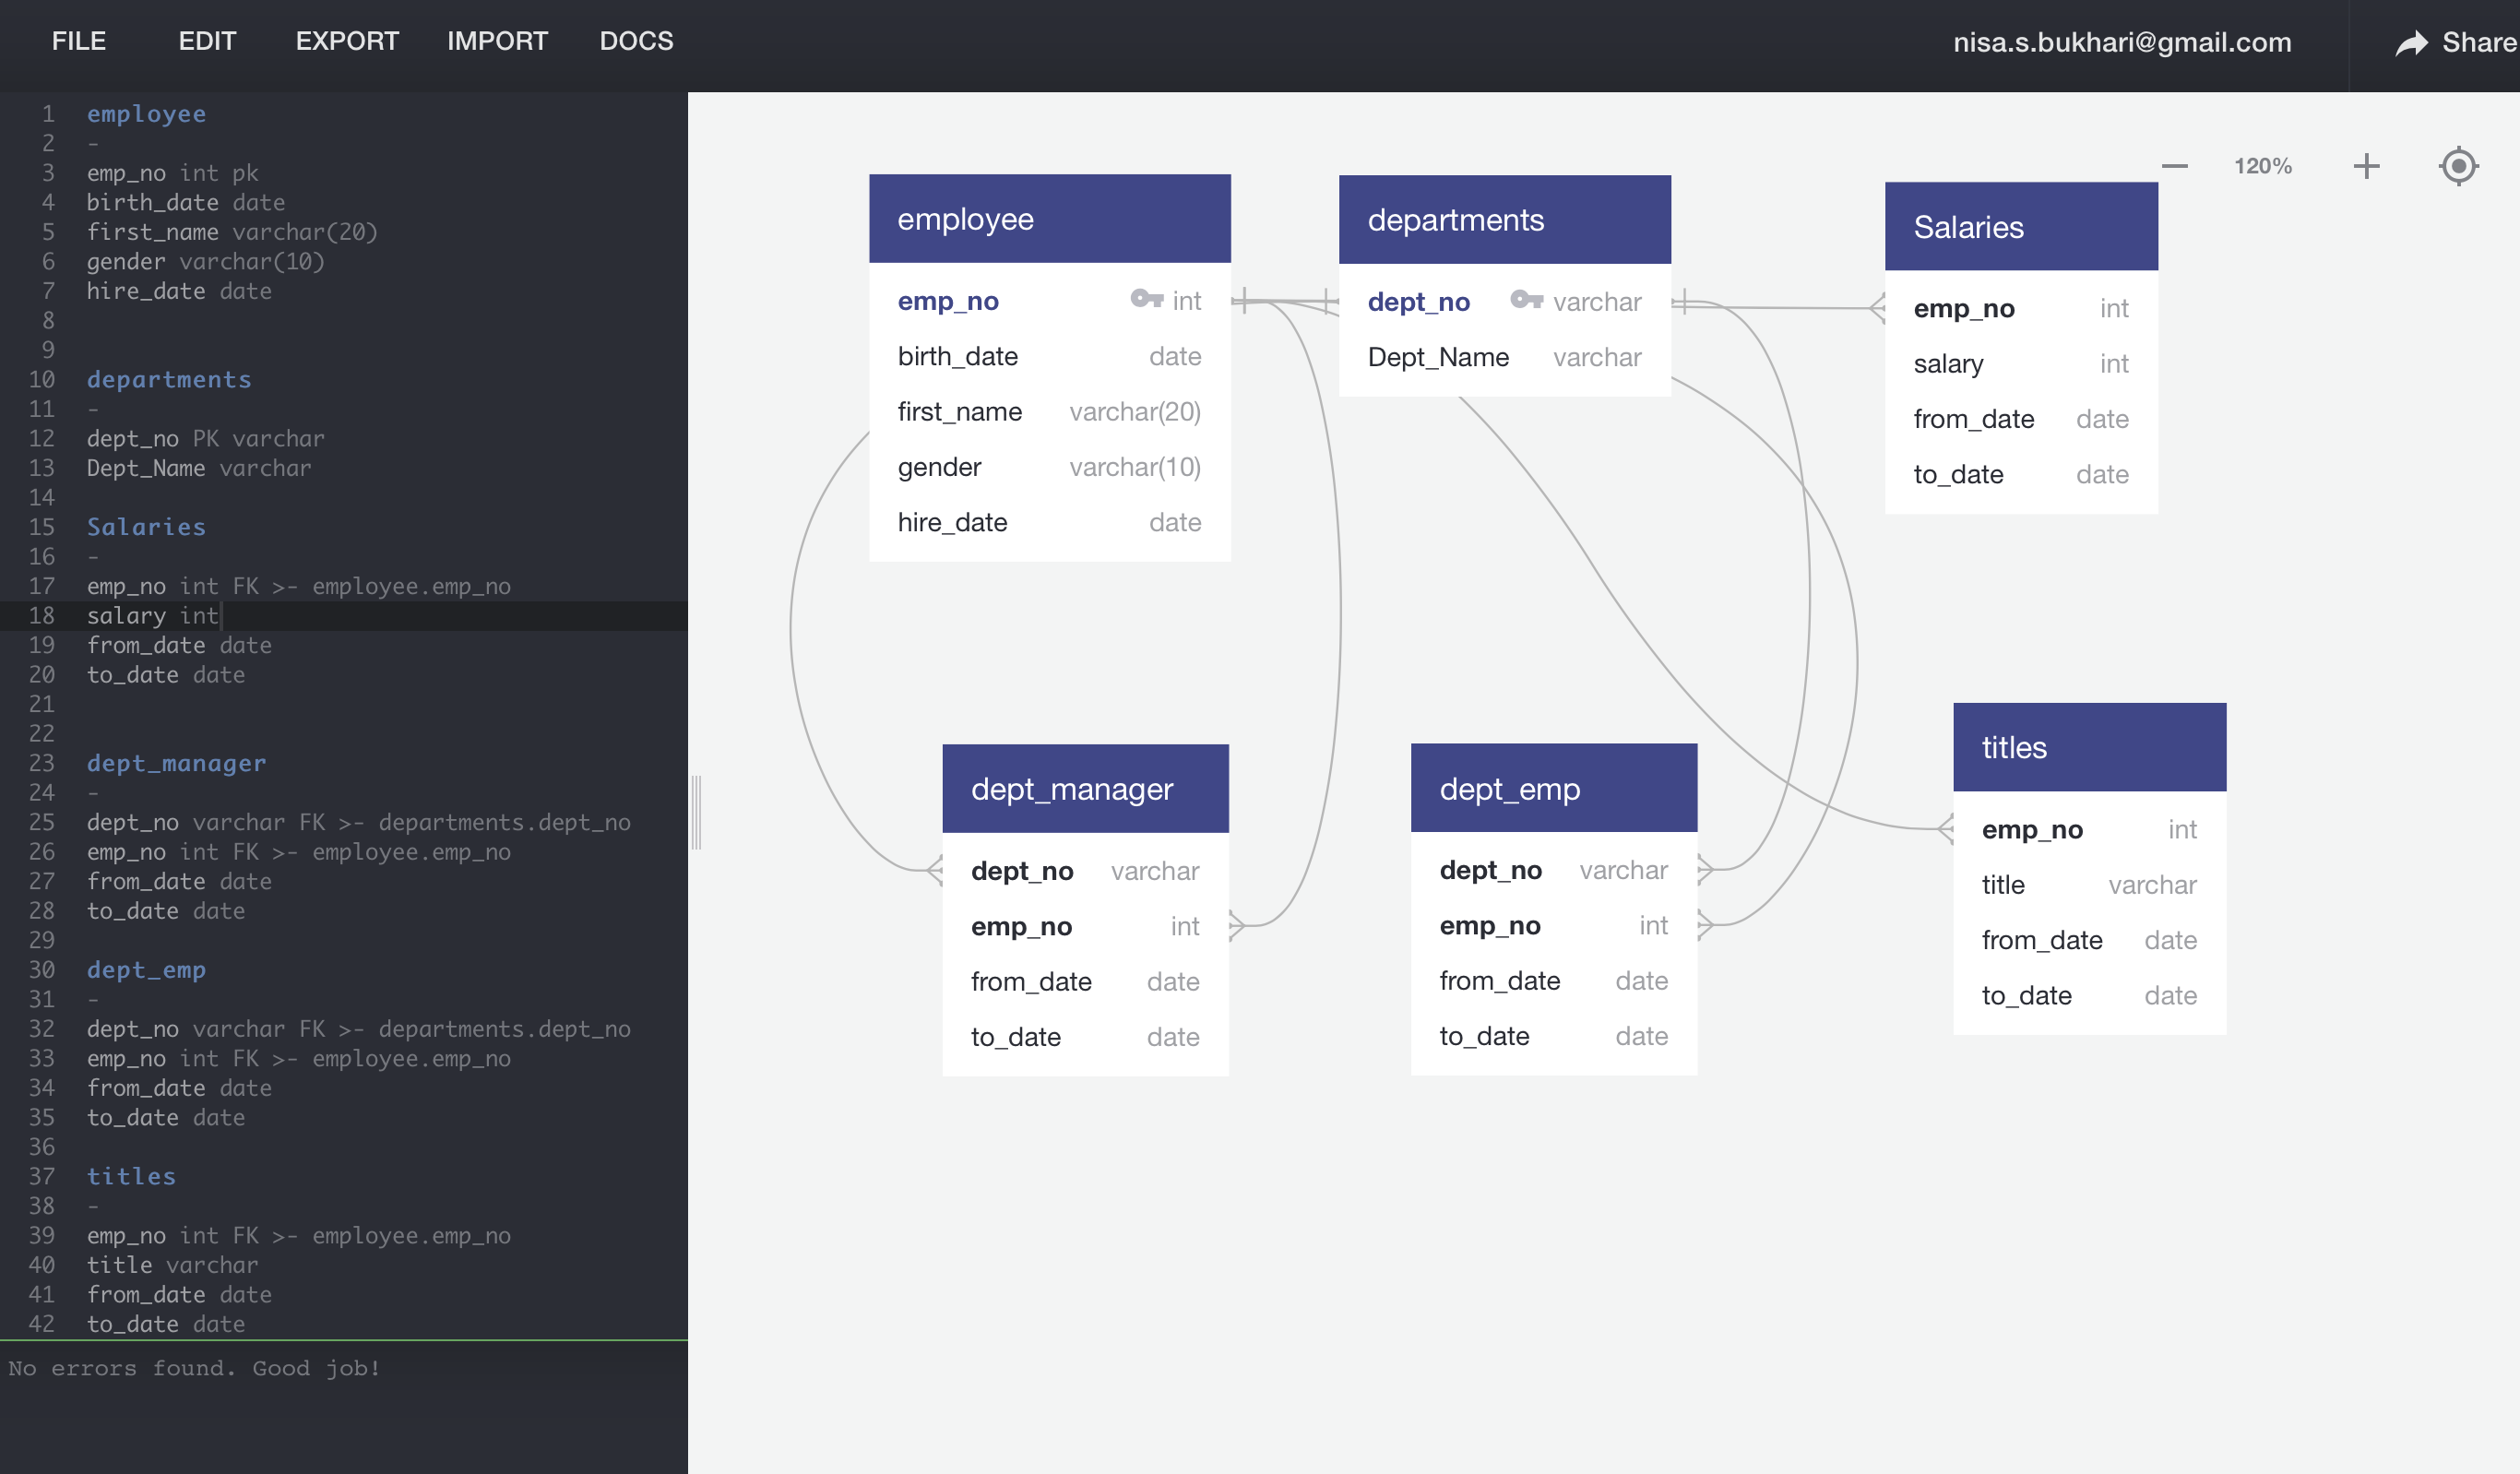 FILE EDIT EXPORT IMPORT DOCS nisa.s.bukhari@gmail.com Share
1 employee
2 -
3 emp_no int pk
4 birth_date date
5 first_name varchar(20)
6 gender varchar(10)
7 hire_date date
8
9
10 departments
11 -
12 dept_no PK varchar
13 Dept_Name varchar
14
15 Salaries
16 -
17 emp_no int FK >- employee.emp_no
18 salary int
19 from_date date
20 to_date date
21
22
23 dept_manager
24 -
25 dept_no varchar FK >- departments.dept_no
26 emp_no int FK >- employee.emp_no
27 from_date date
28 to_date date
29
30 dept_emp
31 -
32 dept_no varchar FK >- departments.dept_no
33 emp_no int FK >- employee.emp_no
34 from_date date
35 to_date date
36
37 titles
38 -
39 emp_no int FK >- employee.emp_no
40 title varchar
41 from_date date
42 to_date date
No errors found. Good job!
120%
employee
emp_no int
birth_date date
first_name varchar(20)
gender varchar(10)
hire_date date
departments
dept_no varchar
Dept_Name varchar
Salaries
emp_no int
salary int
from_date date
to_date date
dept_manager
dept_no varchar
emp_no int
from_date date
to_date date
dept_emp
dept_no varchar
emp_no int
from_date date
to_date date
titles
emp_no int
title varchar
from_date date
to_date date